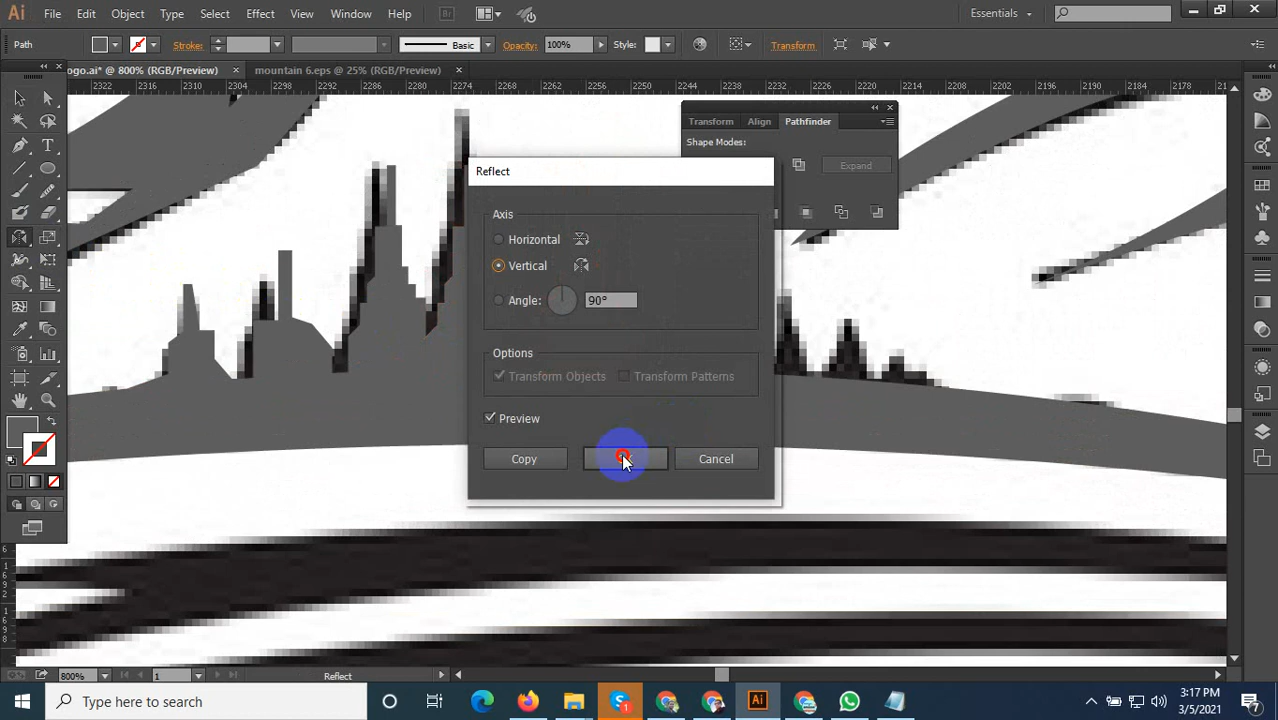 Ai File Edit Object Type Select Effect View Window Help Br Essentials
Path Stroke: Basic Opacity: 100% Style: Transform
ogo.ai* @ 800% (RGB/Preview) mountain 6.eps @ 25% (RGB/Preview)
2322 2316 2310 2304 2298 2292 2286 2280 2274 2268 2262 2256 2250 2244 2238 2232 2226 2220 2214 2208 2202 2196 2190 2184 2178
Transform Align Pathfinder
Shape Modes:
Expand
Reflect
Axis
Horizontal
Vertical
Angle: 90°
Options
Transform Objects Transform Patterns
Preview
Copy Cancel
800% 1 Reflect
Type here to search
1
Ai
3:17 PM
3/5/2021
7